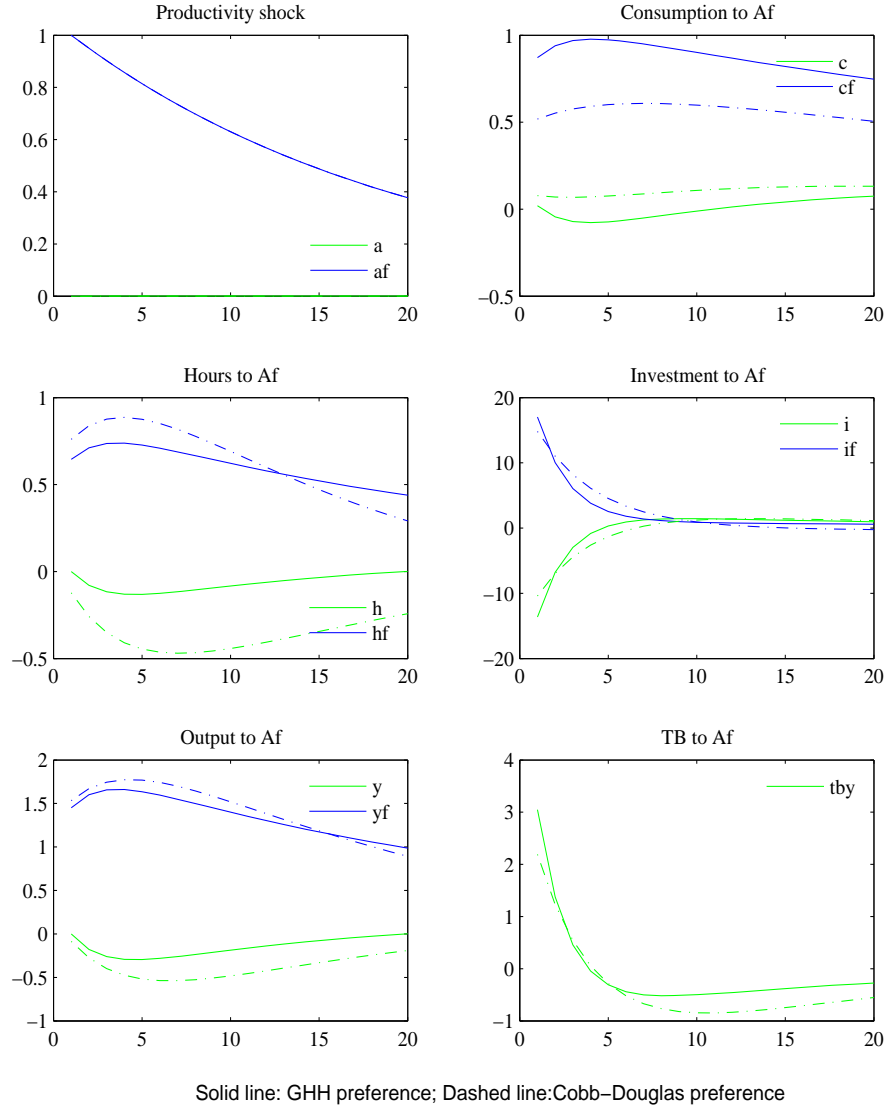 Productivity shock
1
0.8
0.6
0.4
0.2
0
0 5 10 15 20
a
af
Consumption to Af
1
0.5
0
−0.5
0 5 10 15 20
c
cf
Hours to Af
1
0.5
0
−0.5
0 5 10 15 20
h
hf
Investment to Af
20
10
0
−10
−20
0 5 10 15 20
i
if
Output to Af
2
1.5
1
0.5
0
−0.5
−1
0 5 10 15 20
y
yf
TB to Af
4
3
2
1
0
−1
0 5 10 15 20
tby
Solid line: GHH preference; Dashed line:Cobb−Douglas preference